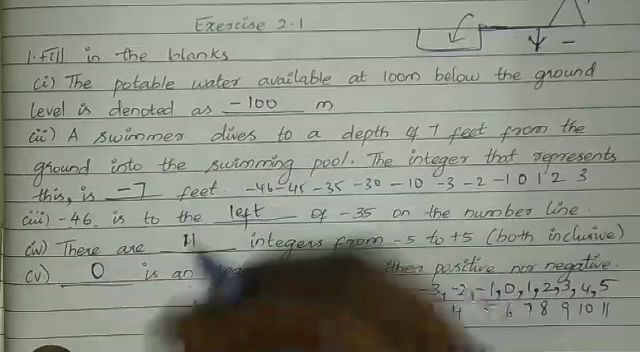 Exercise 2.1
1. Fill in the blanks
(i) The potable water available at 100m below the ground
level is denoted as -100 m
(ii) A swimmer dives to a depth of 7 feet from the
ground into the swimming pool. The integer that represents
this, is -7 feet. -46 -45 -35 -30 -10 -3 -2 -1 0 1 2 3
(iii) -46 is to the left of -35 on the number line.
(iv) There are 11 integers from -5 to +5 (both inclusive)
(v) 0 is an positive nor negative.
-3, -2, -1, 0, 1, 2, 3, 4, 5
4 6 7 8 9 10 11